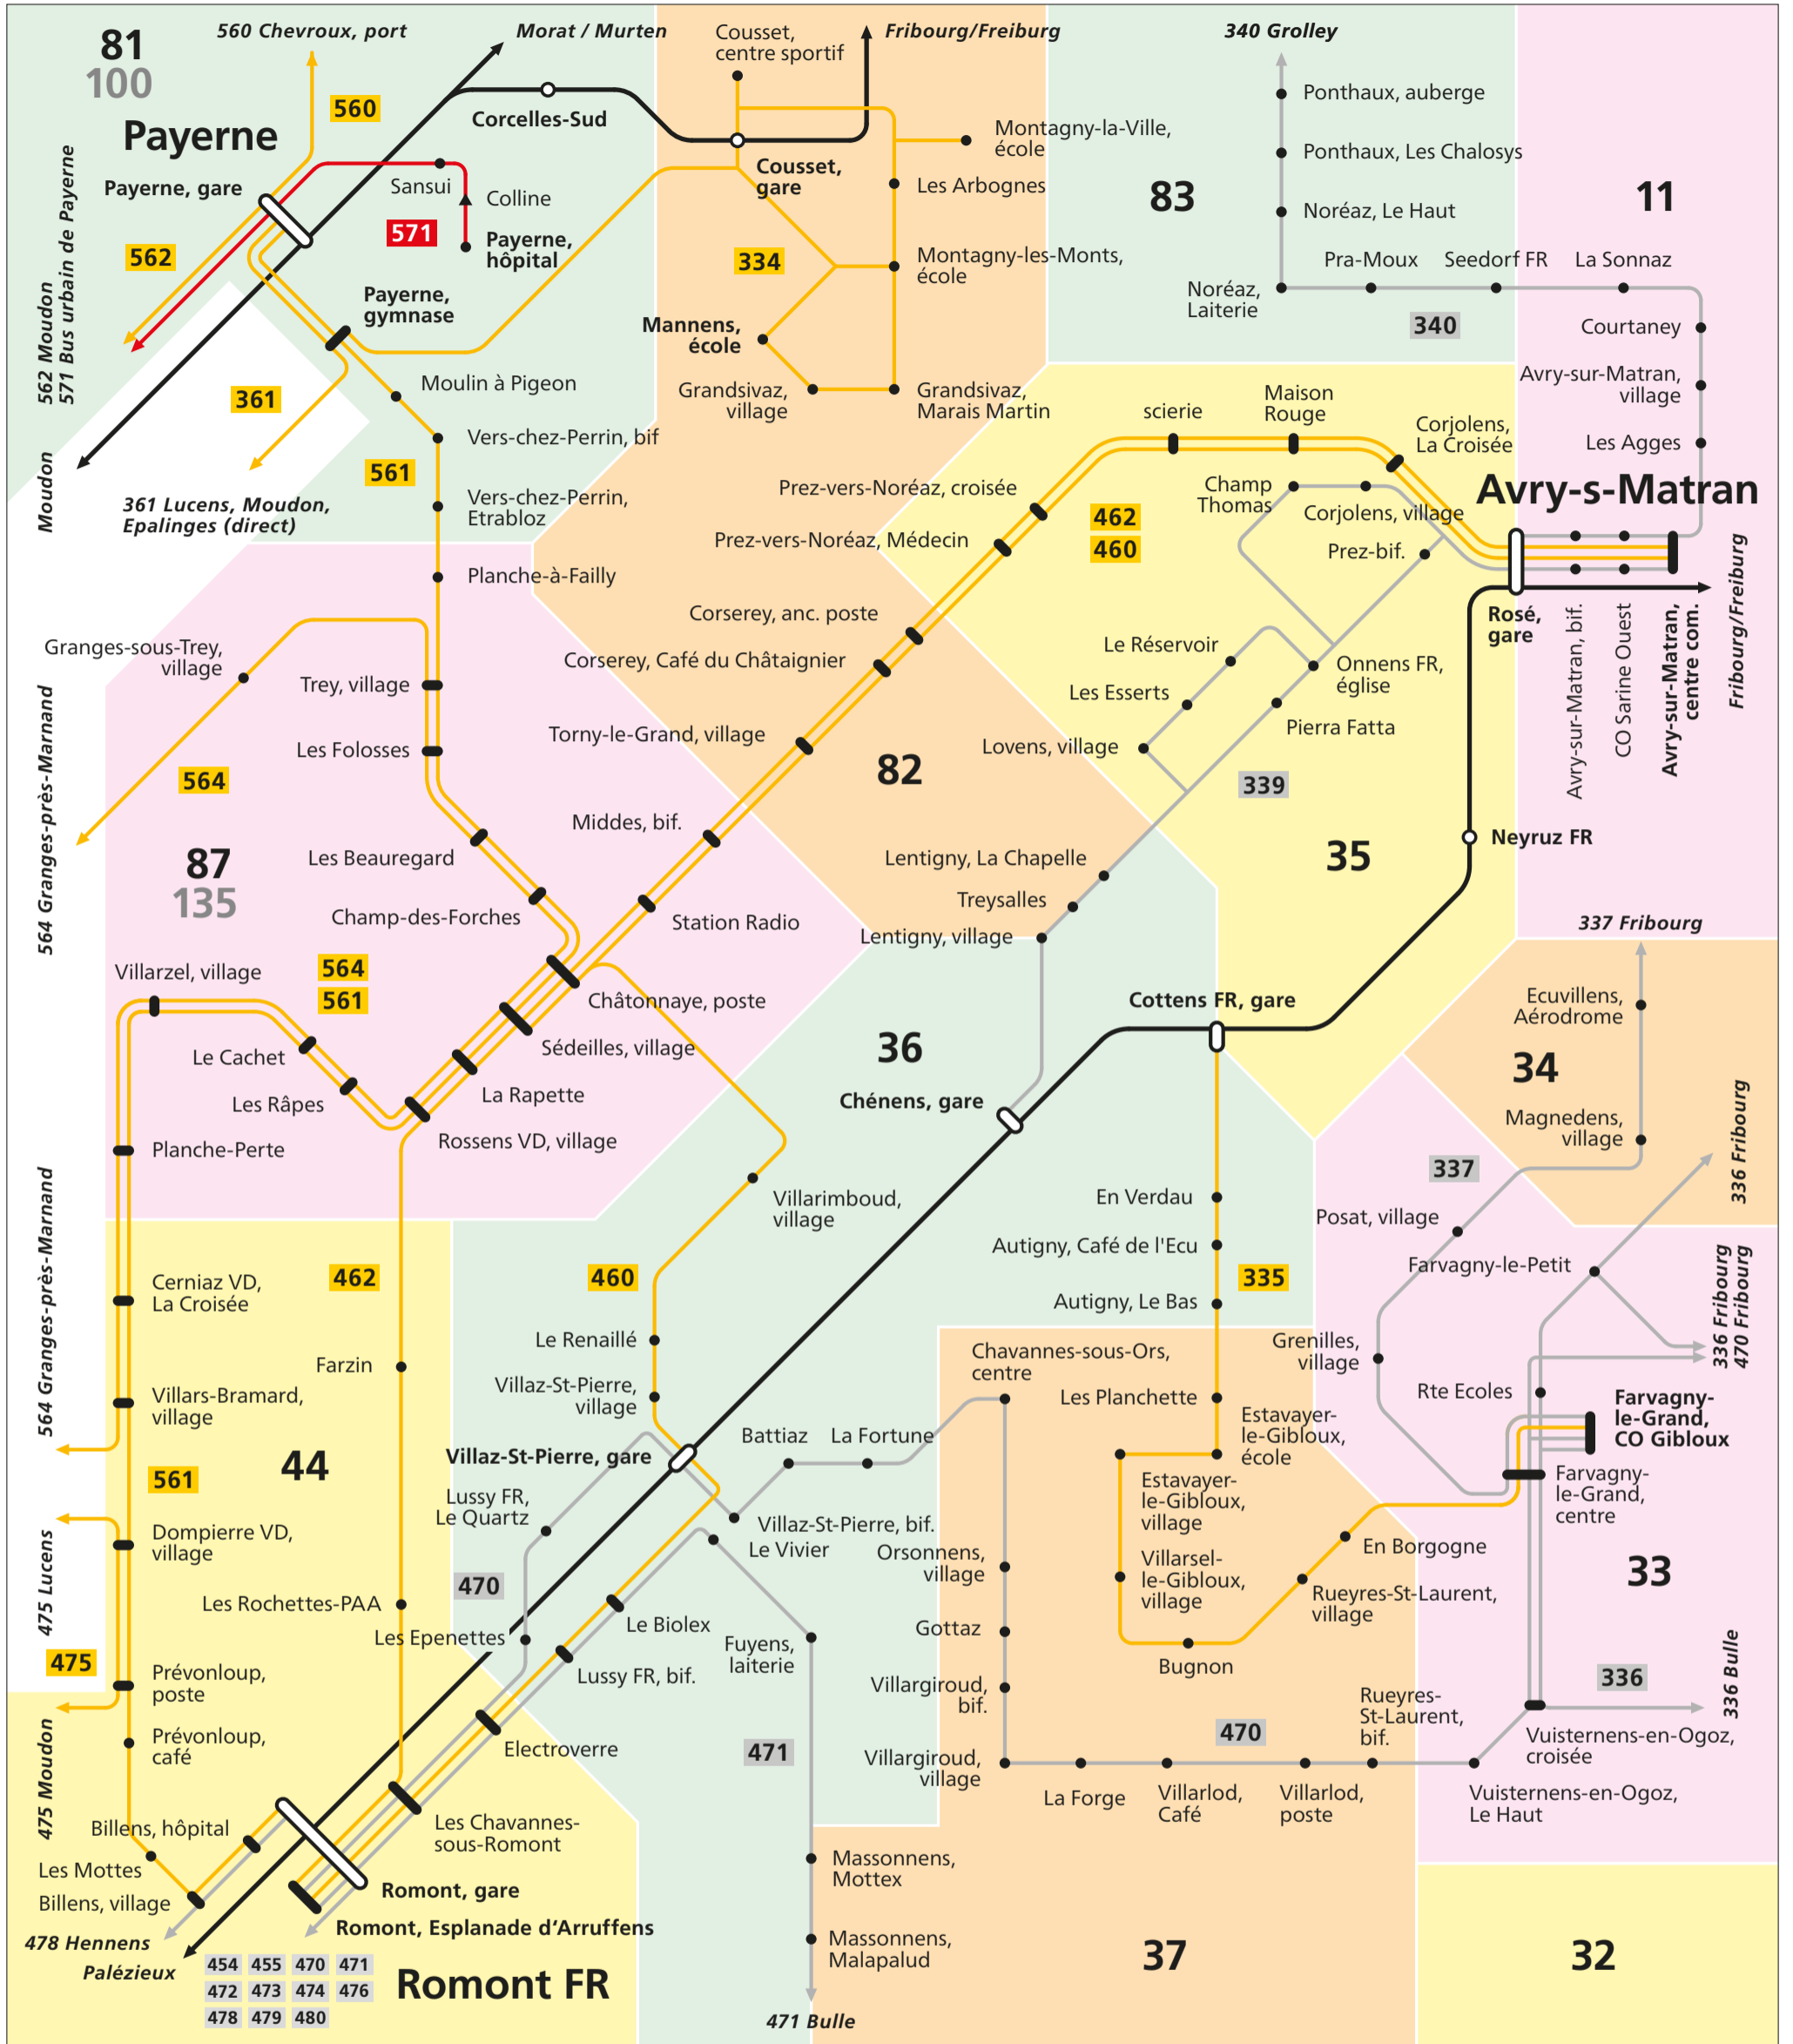 81
100
Payerne
560 Chevroux, port
Morat / Murten
Cousset,
centre sportif
Fribourg/Freiburg
340 Grolley
560
Corcelles-Sud
Ponthaux, auberge
Montagny-la-Ville,
école
Ponthaux, Les Chalosys
Payerne, gare
Sansui
Colline
571
Payerne,
hôpital
Cousset,
gare
Les Arbognes
83
11
Noréaz, Le Haut
562 Moudon
571 Bus urbain de Payerne
562
334
Montagny-les-Monts,
école
Pra-Moux
Seedorf FR
La Sonnaz
Noréaz,
Laiterie
340
Payerne,
gymnase
Mannens,
école
Courtaney
Avry-sur-Matran,
village
Moulin à Pigeon
361
Grandsivaz,
village
Grandsivaz,
Marais Martin
scierie
Maison
Rouge
Corjolens,
La Croisée
Les Agges
Vers-chez-Perrin, bif
561
Moudon
361 Lucens, Moudon,
Epalinges (direct)
Vers-chez-Perrin,
Etrabloz
Prez-vers-Noréaz, croisée
Champ
Thomas
Avry-s-Matran
462
460
Corjolens, village
Prez-vers-Noréaz, Médecin
Prez-bif.
Fribourg/Freiburg
Planche-à-Failly
Rosé,
gare
Avry-sur-Matran, bif.
CO Sarine Ouest
Avry-sur-Matran,
centre com.
Corserey, anc. poste
Granges-sous-Trey,
village
Corserey, Café du Châtaignier
Le Réservoir
Onnens FR,
église
Trey, village
Les Esserts
Pierra Fatta
Les Folosses
Torny-le-Grand, village
Lovens, village
564 Granges-près-Marnand
564
82
339
Middes, bif.
Neyruz FR
87
135
Les Beauregard
Lentigny, La Chapelle
35
Champ-des-Forches
Station Radio
Treysalles
337 Fribourg
Lentigny, village
Villarzel, village
564
561
Châtonnaye, poste
Cottens FR, gare
Ecuvillens,
Aérodrome
Le Cachet
Sédeilles, village
36
34
Les Râpes
La Rapette
Chénens, gare
Magnedens,
village
Planche-Perte
Rossens VD, village
337
336 Fribourg
Villarimboud,
village
En Verdau
Posat, village
564 Granges-près-Marnand
Cerniaz VD,
La Croisée
462
460
Autigny, Café de l'Ecu
335
Farvagny-le-Petit
Autigny, Le Bas
336 Fribourg
470 Fribourg
Farzin
Le Renaillé
Chavannes-sous-Ors,
centre
Grenilles,
village
Villars-Bramard,
village
Villaz-St-Pierre,
village
Les Planchette
Rte Ecoles
Farvagny-
le-Grand,
CO Gibloux
Estavayer-
le-Gibloux,
école
Villaz-St-Pierre, gare
Battiaz
La Fortune
44
561
Estavayer-
le-Gibloux,
village
Farvagny-
le-Grand,
centre
Lussy FR,
Le Quartz
Villaz-St-Pierre, bif.
Le Vivier
475 Lucens
Dompierre VD,
village
Orsonnens,
village
Villarsel-
le-Gibloux,
village
En Borgogne
33
470
Les Rochettes-PAA
Rueyres-St-Laurent,
village
Les Epenettes
Le Biolex
Gottaz
475
Fuyens,
laiterie
Bugnon
Prévonloup,
poste
Lussy FR, bif.
Villargiroud,
bif.
Rueyres-
St-Laurent,
bif.
336
336 Bulle
Prévonloup,
café
Electroverre
471
470
Villargiroud,
village
Vuisternens-en-Ogoz,
croisée
475 Moudon
La Forge
Villarlod,
Café
Villarlod,
poste
Vuisternens-en-Ogoz,
Le Haut
Billens, hôpital
Les Chavannes-
sous-Romont
Les Mottes
Massonnens,
Mottex
Billens, village
Romont, gare
Romont, Esplanade d‘Arruffens
478 Hennens
Massonnens,
Malapalud
37
32
Palézieux
454 455 470 471
472 473 474 476
478 479 480
Romont FR
471 Bulle